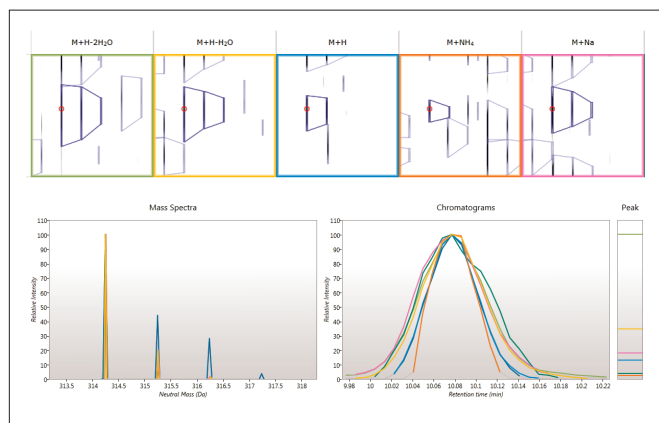 M+H-2H₂O M+H-H₂O M+H M+NH₄ M+Na
Mass Spectra Chromatograms Peak
110 110
100 100
90 90
80 80
70 70
60 60
50 50
40 40
30 30
20 20
10 10
0 0
Relative Intensity Relative Intensity
313.5 314 314.5 315 315.5 316 316.5 317 317.5 318 9.98 10 10.02 10.04 10.06 10.08 10.1 10.12 10.14 10.16 10.18 10.2 10.22
Neutral Mass (Da) Retention time (min)